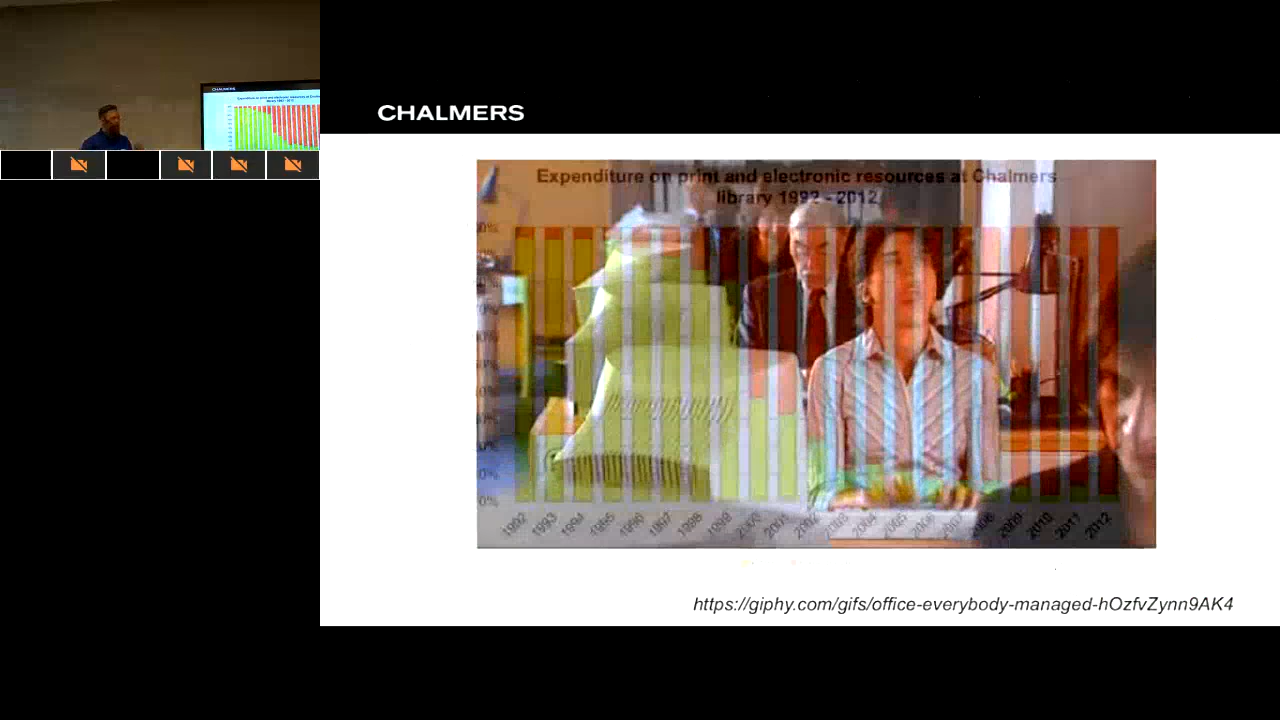 CHALMERS
Expenditure on print and electronic resources at Chalmers
library 1992 - 2012
1992 1993 1994 1995 1996 1997 1998 1999 2000 2001 2002 2003 2004 2005 2006 2007 2008 2009 2010 2011 2012
https://giphy.com/gifs/office-everybody-managed-hOzfvZynn9AK4
CHALMERS